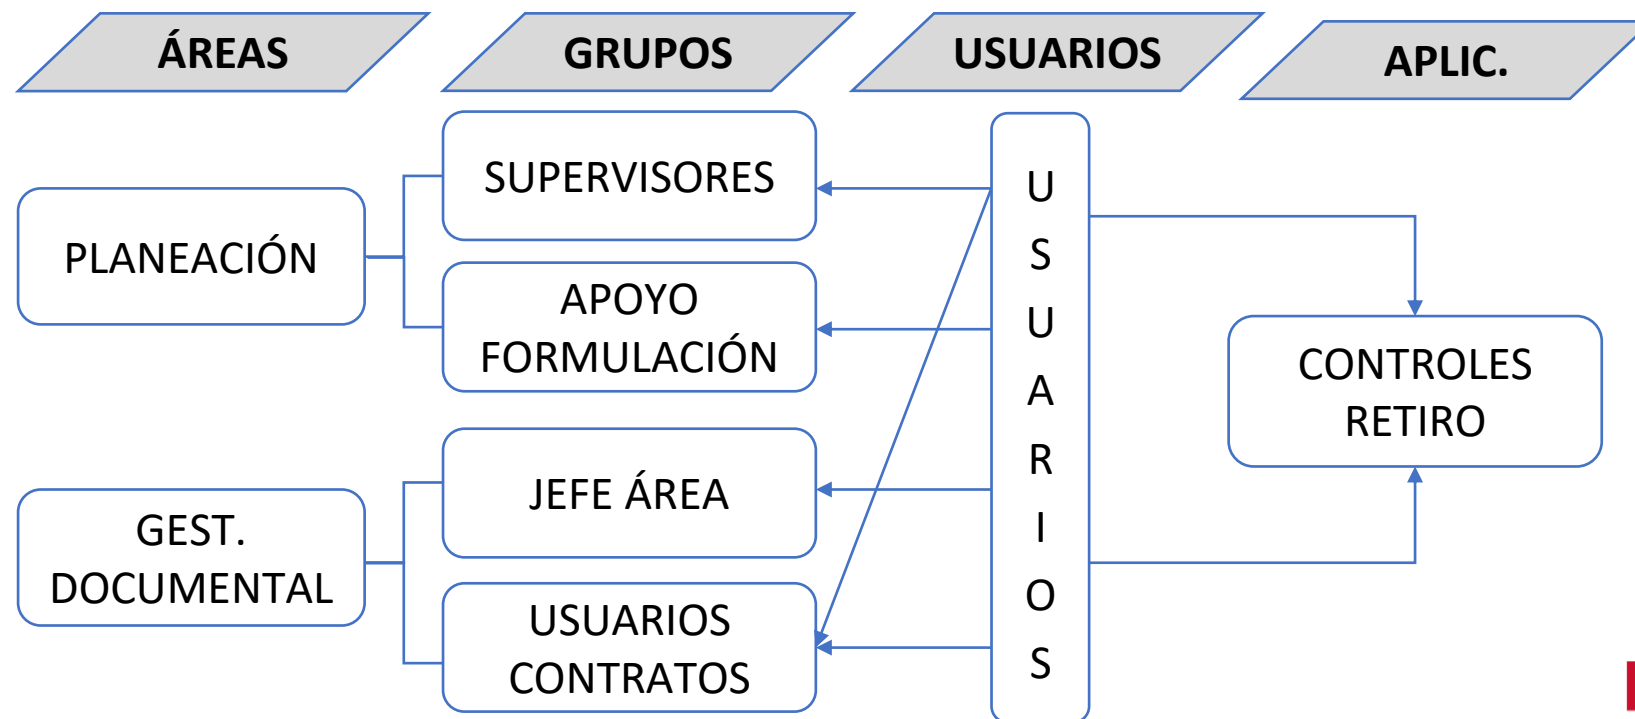 ÁREAS
GRUPOS
USUARIOS
APLIC.
PLANEACIÓN
SUPERVISORES
APOYO
FORMULACIÓN
GEST.
DOCUMENTAL
JEFE ÁREA
USUARIOS
CONTRATOS
U
S
U
A
R
I
O
S
CONTROLES
RETIRO